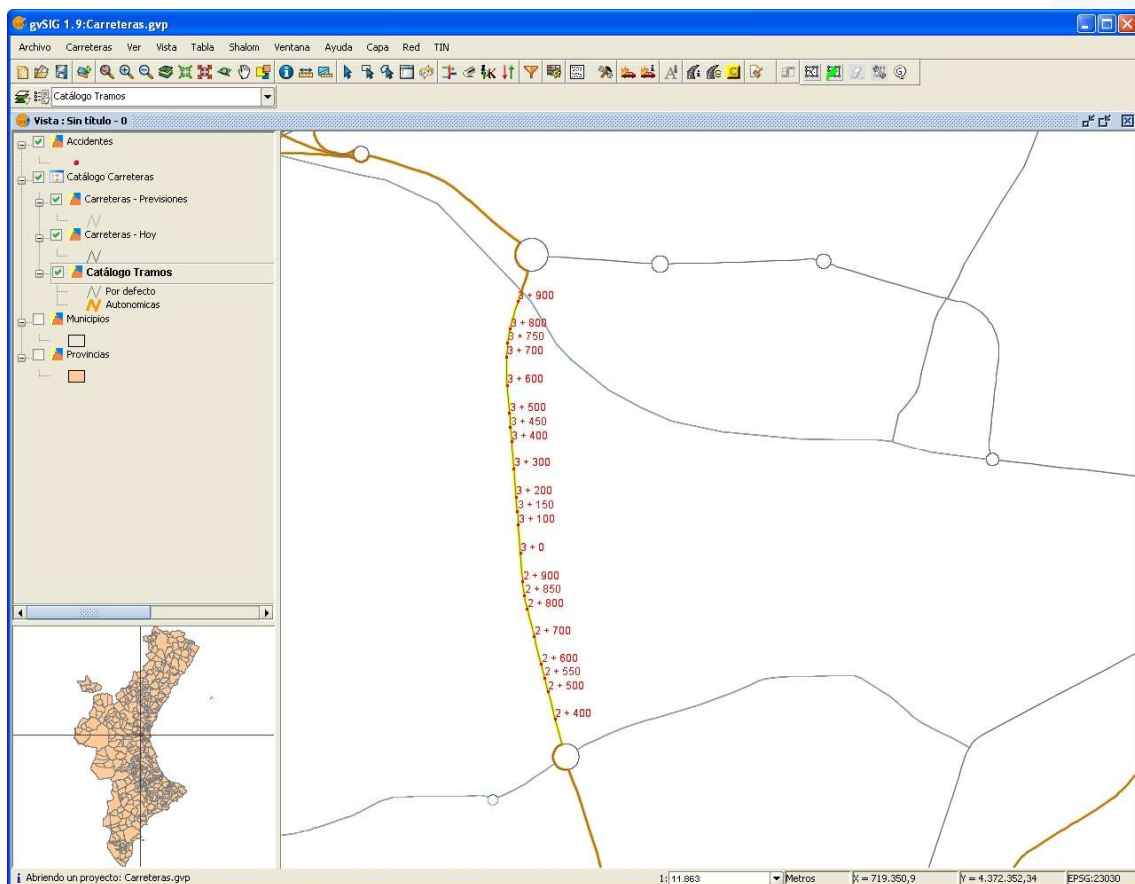 gvSIG 1.9:Carreteras.gvp
Archivo Carreteras Ver Vista Tabla Shalom Ventana Ayuda Capa Red TIN
Catálogo Tramos
Vista : Sin título - 0
Accidentes
Catálogo Carreteras
Carreteras - Previsiones
Carreteras - Hoy
Catálogo Tramos
Por defecto
Autonomicas
Municipios
Provincias
3 + 900
3 + 800
3 + 750
3 + 700
3 + 600
3 + 500
3 + 450
3 + 400
3 + 300
3 + 200
3 + 150
3 + 100
3 + 0
2 + 900
2 + 850
2 + 800
2 + 700
2 + 600
2 + 550
2 + 500
2 + 400
Abriendo un proyecto: Carreteras.gvp 1: 11.863 Metros X = 719.350,9 Y = 4.372.352,34 EPSG:23030